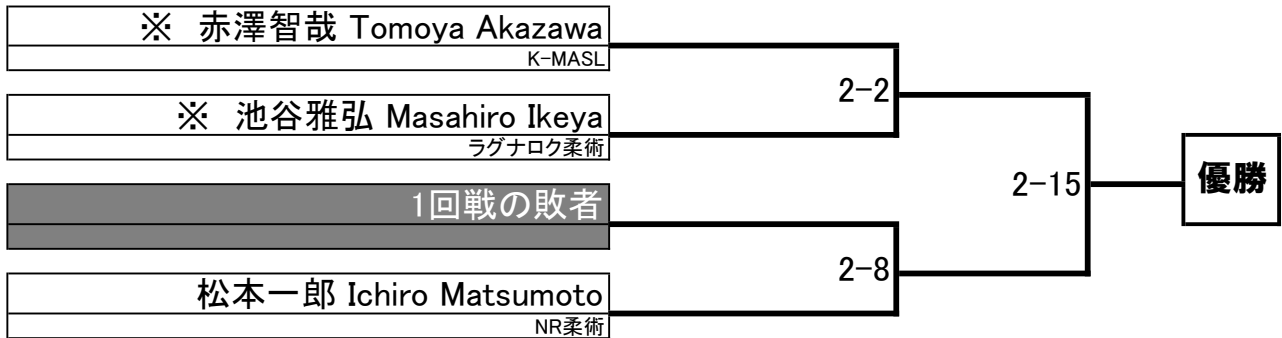 ※ 赤澤智哉 Tomoya Akazawa
K-MASL
2-2
※ 池谷雅弘 Masahiro Ikeya
ラグナロク柔術
2-15
優勝
1回戦の敗者
2-8
松本一郎 Ichiro Matsumoto
NR柔術